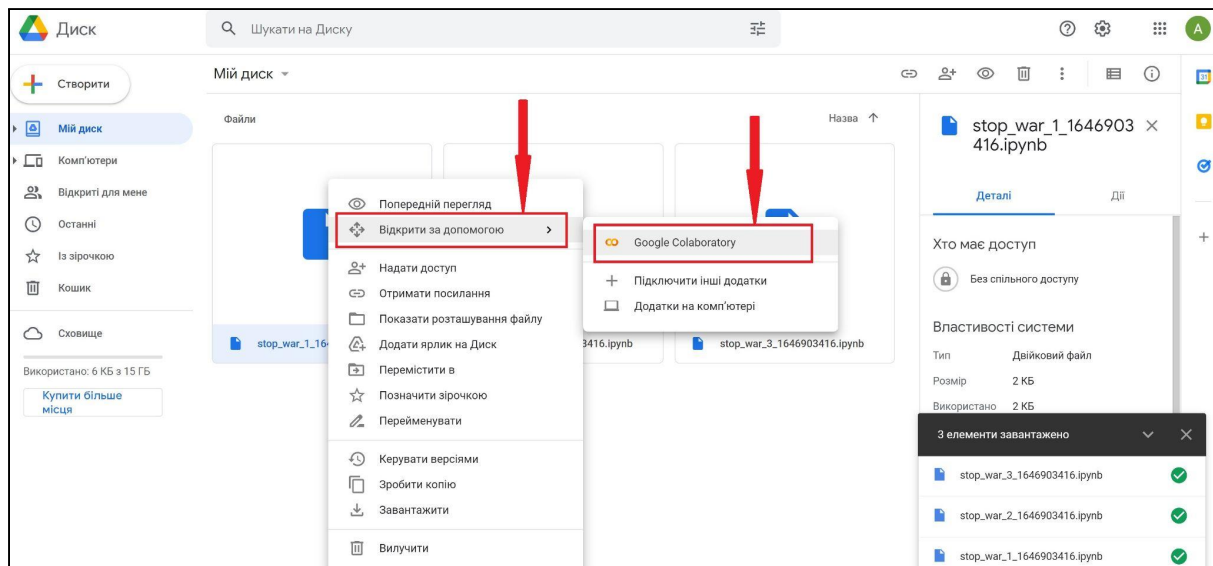 Диск
Шукати на Диску
A
Створити
Мій диск
Комп'ютери
Відкриті для мене
Останні
Із зірочкою
Кошик
Сховище
Використано: 6 КБ з 15 ГБ
Купити більше
місця
Мій диск
Файли
Назва
stop_war_1_16
3416.ipynb
stop_war_3_1646903416.ipynb
Попередній перегляд
Відкрити за допомогою
Надати доступ
Отримати посилання
Показати розташування файлу
Додати ярлик на Диск
Перемістити в
Позначити зірочкою
Перейменувати
Керувати версіями
Зробити копію
Завантажити
Вилучити
Google Colaboratory
Підключити інші додатки
Додатки на комп'ютері
stop_war_1_1646903
416.ipynb
Деталі
Дії
Хто має доступ
Без спільного доступу
Властивості системи
Тип Двійковий файл
Розмір 2 КБ
Використано 2 КБ
3 елементи завантажено
stop_war_3_1646903416.ipynb
stop_war_2_1646903416.ipynb
stop_war_1_1646903416.ipynb
31